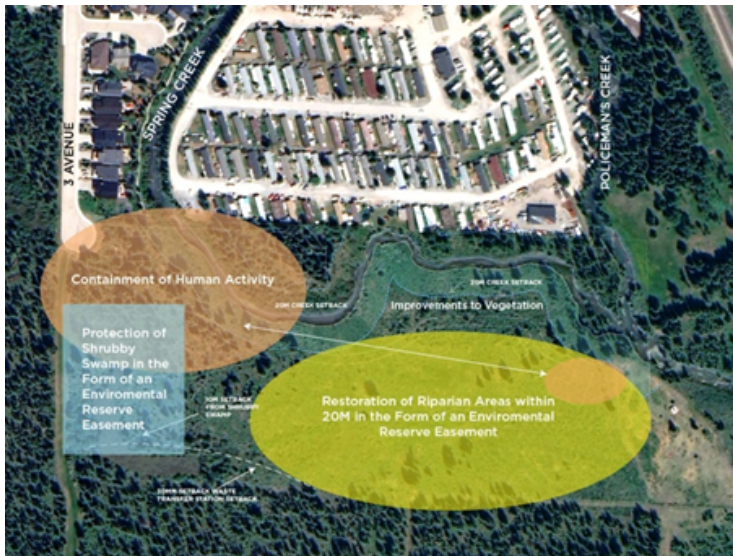 3 AVENUE
SPRING CREEK
POLICEMAN'S CREEK
Containment of Human Activity
20M CREEK SETBACK
20M CREEK SETBACK
Improvements to Vegetation
Protection of
Shrubby
Swamp in the
Form of an
Enviromental
Reserve
Easement
10M SETBACK
FROM SHRUBBY
SWAMP
Restoration of Riparian Areas within
20M in the Form of an Enviromental
Reserve Easement
SETBACK WASTE
TRANSFER STATION SETBACK